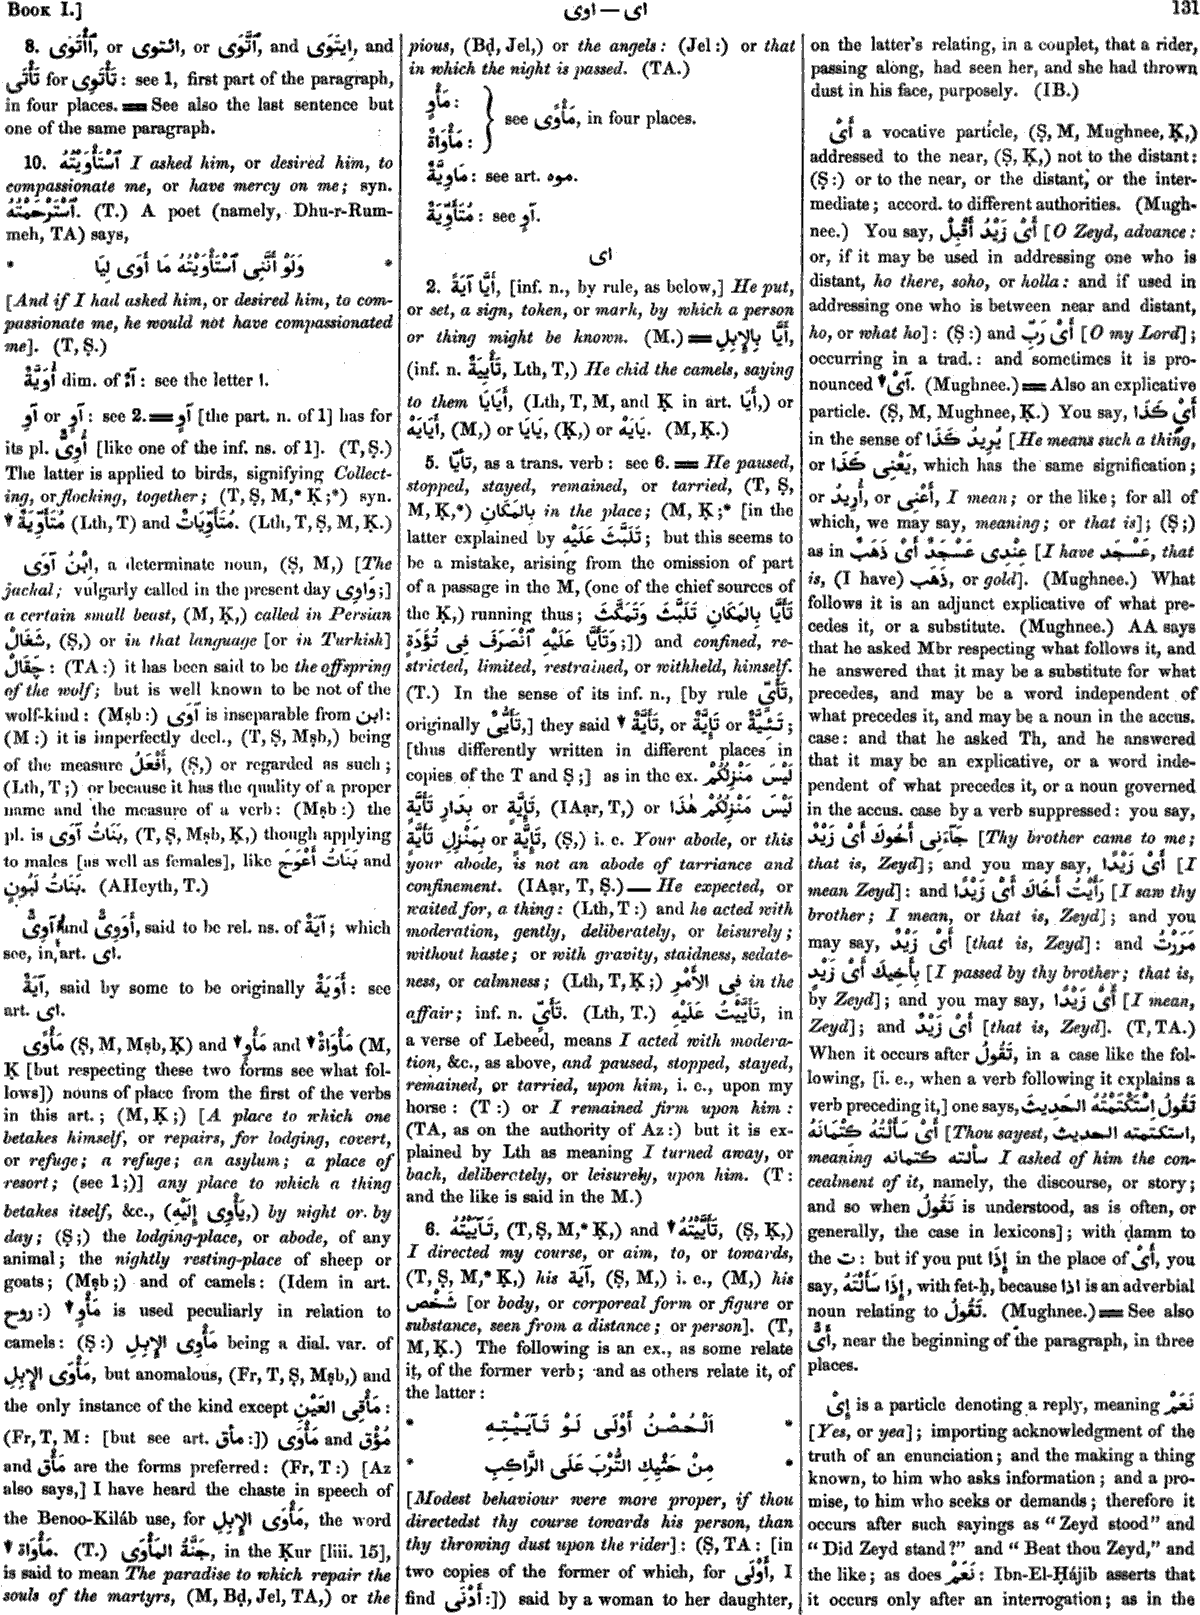 Book I.]
اوى — اى
131
8. اِأْتَوَى, or ائتوى, or اِتَّوَى, and اِيتَوَى, and
تَأَتَّى for تَأْتَوِى: see 1, first part of the paragraph,
in four places. See also the last sentence but
one of the same paragraph.
10. اِسْتَأْوَيْتُهُ I asked him, or desired him, to
compassionate me, or have mercy on me; syn.
اِسْتَرْحَمْتُهُ. (T.) A poet (namely, Dhu-r-Rum-
meh, TA) says,
* وَلَوْ أَنَّنِى ٱسْتَأْوَيْتُهُ مَا أَوَى لِيَا *
[And if I had asked him, or desired him, to com-
passionate me, he would not have compassionated
me]. (T, Ṣ.)
أُوَيَّةٌ dim. of آءٌ: see the letter ا.
آوٍ or آوٍ: see 2. آوٍ [the part. n. of 1] has for
its pl. أُوِىٌّ [like one of the inf. ns. of 1]. (T,Ṣ.)
The latter is applied to birds, signifying Collect-
ing, or flocking, together; (T, Ṣ, M,* Ḳ;*) syn.
مُتَأَوِّيَةٌ (Lth, T) and مُتَأَوِّيَاتٌ. (Lth, T, Ṣ, M, Ḳ.)
اِبْنُ آوَى, a determinate noun, (Ṣ, M,) [The
jackal; vulgarly called in the present day وَاوِى;]
a certain small beast, (M, Ḳ,) called in Persian
شَغَالْ, (Ṣ,) or in that language [or in Turkish]
چِقَالْ: (TA:) it has been said to be the offspring
of the wolf; but is well known to be not of the
wolf-kind: (Mṣb:) آوَى is inseparable from ابن:
(M:) it is imperfectly decl., (T, Ṣ, Mṣb,) being
of the measure أَفْعَلُ, (Ṣ,) or regarded as such;
(Lth, T;) or because it has the quality of a proper
name and the measure of a verb: (Mṣb:) the
pl. is بَنَاتُ آوَى, (T, Ṣ, Mṣb, Ḳ,) though applying
to males [as well as females], like بَنَاتُ أَعْوَجَ and
بَنَاتُ لَبُونٍ. (AHeyth, T.)
آوِىٌّ and أَوَوِىٌّ, said to be rel. ns. of آيَةٌ; which
see, in art. اى.
آيَةٌ, said by some to be originally أَوَيَةٌ: see
art. اى.
مَأْوًى (Ṣ, M, Mṣb, Ḳ) and مَأْوٍ and مَأْوَاةٌ (M,
Ḳ [but respecting these two forms see what fol-
lows]) nouns of place from the first of the verbs
in this art.; (M, Ḳ;) [A place to which one
betakes himself, or repairs, for lodging, covert,
or refuge; a refuge; an asylum; a place of
resort; (see 1;)] any place to which a thing
betakes itself, &c., (يَأْوِى إِلَيْهِ,) by night or by
day; (Ṣ;) the lodging-place, or abode, of any
animal; the nightly resting-place of sheep or
goats; (Mṣb;) and of camels: (Idem in art.
روح:) مَأْوٍ is used peculiarly in relation to
camels: (Ṣ:) مَأْوِى الإِبِلِ being a dial. var. of
مَأْوَى الإِبِلِ, but anomalous, (Fr, T, Ṣ, Mṣb,) and
the only instance of the kind except مَأْقِى العَيْنِ:
(Fr, T, M: [but see art. مأق:]) مَأْوًى and مُؤْقٌ
and مَأْقٌ are the forms preferred: (Fr, T:) [Az
also says,] I have heard the chaste in speech of
the Benoo-Kiláb use, for مَأْوَى الإِبِلِ, the word
مَأْوَاة. (T.) جَنَّةُ المَأْوَى, in the Ḳur [liii. 15],
is said to mean The paradise to which repair the
souls of the martyrs, (M, Bḍ, Jel, TA,) or the
pious, (Bḍ, Jel,) or the angels: (Jel:) or that
in which the night is passed. (TA.)
مَأْوٍ:
مَأْوَاةٌ:
see مَأْوًى, in four places.
مَاوِيَّةٌ: see art. موه.
مُتَأَوِّيَةٌ: see آوٍ.
اى
2. أَيَّا آيَةً, [inf. n., by rule, as below,] He put,
or set, a sign, token, or mark, by which a person
or thing might be known. (M.) أَيَّا بِالإِبِلِ,
(inf. n. تَأْيِيَةٌ, Lth, T,) He chid the camels, saying
to them أَيَايَا, (Lth, T, M, and Ḳ in art. أَيَا,) or
أَيَايَهْ, (M,) or يَايَا, (Ḳ,) or يَايَهْ. (M, Ḳ.)
5. تَأَيَّا, as a trans. verb: see 6. He paused,
stopped, stayed, remained, or tarried, (T, Ṣ,
M, Ḳ,*) بِالمَكَانِ in the place; (M, Ḳ;* [in the
latter explained by تَلَبَّثَ عَلَيْهِ; but this seems to
be a mistake, arising from the omission of part
of a passage in the M, (one of the chief sources of
the Ḳ,) running thus; تَأَيَّا بِالمَكَانِ تَلَبَّثَ وَتَمَكَّثَ
وَتَأَيَّا عَلَيْهِ ٱنْصَرَفَ فِى تُؤَدَةٍ;]) and confined, re-
stricted, limited, restrained, or withheld, himself.
(T.) In the sense of its inf. n., [by rule تَأَىٍّ,
originally تَأَيُّىٌ,] they said تَأْيَةٌ, or تَايَةٌ or تَئِيَّةٌ;
[thus differently written in different places in
copies of the T and Ṣ;] as in the ex. لَيْسَ مَنْزِلُكُمْ
بِدَارِ تَأْيَةٍ or تَايَةٍ, (IAạr, T,) or لَيْسَ مَنْزِلُكُمْ هٰذَا
بِمَنْزِلِ تَأْيَةٍ or تَايَةٍ, (Ṣ,) i. e. Your abode, or this
your abode, is not an abode of tarriance and
confinement. (IAạr, T, Ṣ.) — He expected, or
waited for, a thing: (Lth, T:) and he acted with
moderation, gently, deliberately, or leisurely;
without haste; or with gravity, staidness, sedate-
ness, or calmness; (Lth, T, Ḳ;) فِى الأَمْرِ in the
affair; inf. n. تَأَىٍّ. (Lth, T.) تَأَيَّيْتُ عَلَيْهِ, in
a verse of Lebeed, means I acted with modera-
tion, &c., as above, and paused, stopped, stayed,
remained, or tarried, upon him, i. e., upon my
horse: (T:) or I remained firm upon him:
(TA, as on the authority of Az:) but it is ex-
plained by Lth as meaning I turned away, or
back, deliberately, or leisurely, upon him. (T:
and the like is said in the M.)
6. تَآيَيْتُهُ, (T, Ṣ, M,* Ḳ,) and تَأَيَّيْتُهُ, (Ṣ, Ḳ,)
I directed my course, or aim, to, or towards,
(T, Ṣ, M,* Ḳ,) his آيَة, (Ṣ, M,) i. e., (M,) his
شَخْص [or body, or corporeal form or figure or
substance, seen from a distance; or person]. (T,
M, Ḳ.) The following is an ex., as some relate
it, of the former verb; and as others relate it, of
the latter:
* اَلْحُصْنُ أَوْلَى لَوْ تَآيَيْتِهِ *
* مِنْ حَثْيِكِ التُّرْبَ عَلَى الرَّاكِبِ *
[Modest behaviour were more proper, if thou
directedst thy course towards his person, than
thy throwing dust upon the rider]: (Ṣ, TA: [in
two copies of the former of which, for أَوْلَى, I
find أَدْنَى:]) said by a woman to her daughter,
on the latter's relating, in a couplet, that a rider,
passing along, had seen her, and she had thrown
dust in his face, purposely. (IB.)
أَىْ a vocative particle, (Ṣ, M, Mughnee, Ḳ,)
addressed to the near, (Ṣ, Ḳ,) not to the distant:
(Ṣ:) or to the near, or the distant, or the inter-
mediate; accord. to different authorities. (Mugh-
nee.) You say, أَىْ زَيْدُ أَقْبِلْ [O Zeyd, advance:
or, if it may be used in addressing one who is
distant, ho there, soho, or holla: and if used in
addressing one who is between near and distant,
ho, or what ho]: (Ṣ:) and أَىْ رَبِّ [O my Lord];
occurring in a trad.: and sometimes it is pro-
nounced آىْ. (Mughnee.) Also an explicative
particle. (Ṣ, M, Mughnee, Ḳ.) You say, أَىْ كَذَا
in the sense of يُرِيدُ كَذَا [He means such a thing,
or يَعْنِى كَذَا, which has the same signification;
or أُرِيدُ, or أَعْنِى, I mean; or the like; for all of
which, we may say, meaning; or that is]; (Ṣ;)
as in عِنْدِى عَسْجَدٌ أَىْ ذَهَبٌ [I have عَسْجَد, that
is, (I have) ذَهَب, or gold]. (Mughnee.) What
follows it is an adjunct explicative of what pre-
cedes it, or a substitute. (Mughnee.) AA says
that he asked Mbr respecting what follows it, and
he answered that it may be a substitute for what
precedes, and may be a word independent of
what precedes it, and may be a noun in the accus.
case: and that he asked Th, and he answered
that it may be an explicative, or a word inde-
pendent of what precedes it, or a noun governed
in the accus. case by a verb suppressed: you say,
جَآءَنِى أَخُوكَ أَىْ زَيْدٌ [Thy brother came to me;
that is, Zeyd]; and you may say, أَىْ زَيْدًا [I
mean Zeyd]: and رَأَيْتُ أَخَاكَ أَىْ زَيْدًا [I saw thy
brother; I mean, or that is, Zeyd]; and you
may say, أَىْ زَيْدٌ [that is, Zeyd]: and مَرَرْتُ
بِأَخِيكَ أَىْ زَيْدٍ [I passed by thy brother; that is,
by Zeyd]; and you may say, أَىْ زَيْدًا [I mean,
Zeyd]; and أَىْ زَيْدٌ [that is, Zeyd]. (T, TA.)
When it occurs after تَقُولُ, in a case like the fol-
lowing, [i. e., when a verb following it explains a
verb preceding it,] one says, تَقُولُ اسْتَكْتَمْتُهُ الحَدِيثَ
أَىْ سَأَلْتُهُ كِتْمَانَهُ [Thou sayest, استكتمته الحديث,
meaning سألته كتمانه I asked of him the con-
cealment of it, namely, the discourse, or story;
and so when تَقُولُ is understood, as is often, or
generally, the case in lexicons]; with ḍamm to
the ت: but if you put إِذَا in the place of أَىْ, you
say, إِذَا سَأَلْتَهُ, with fet-ḥ, because اذا is an adverbial
noun relating to تَقُولُ. (Mughnee.) See also
أَىٌّ, near the beginning of the paragraph, in three
places.
إِىْ is a particle denoting a reply, meaning نَعَمْ
[Yes, or yea]; importing acknowledgment of the
truth of an enunciation; and the making a thing
known, to him who asks information; and a pro-
mise, to him who seeks or demands; therefore it
occurs after such sayings as "Zeyd stood" and
"Did Zeyd stand?" and "Beat thou Zeyd," and
the like; as does نَعَمْ: Ibn-El-Ḥájib asserts that
it occurs only after an interrogation; as in the